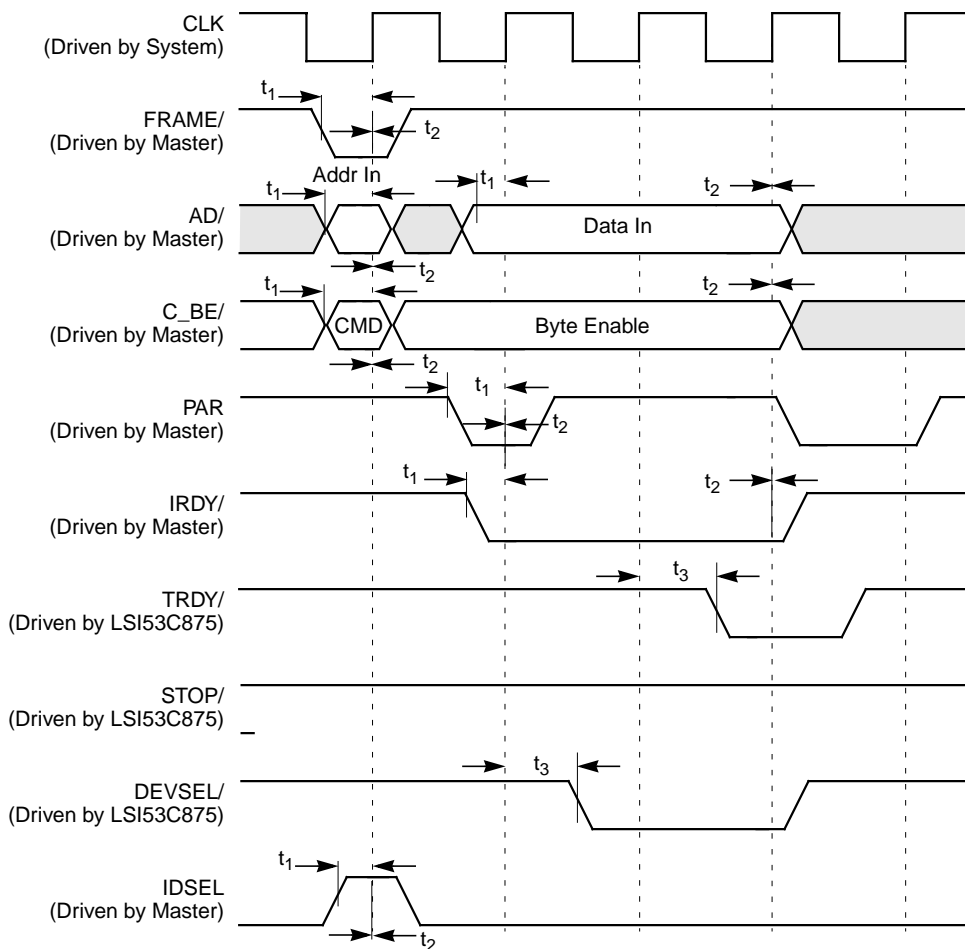 CLK
(Driven by System)
t1
FRAME/
(Driven by Master)
t2
Addr In
t1
t1
t2
AD/
(Driven by Master)
Data In
t2
t1
t2
C_BE/
(Driven by Master)
CMD
Byte Enable
t2
t1
PAR
(Driven by Master)
t2
t1
t2
IRDY/
(Driven by Master)
t3
TRDY/
(Driven by LSI53C875)
STOP/
(Driven by LSI53C875)
t3
DEVSEL/
(Driven by LSI53C875)
t1
IDSEL
(Driven by Master)
t2